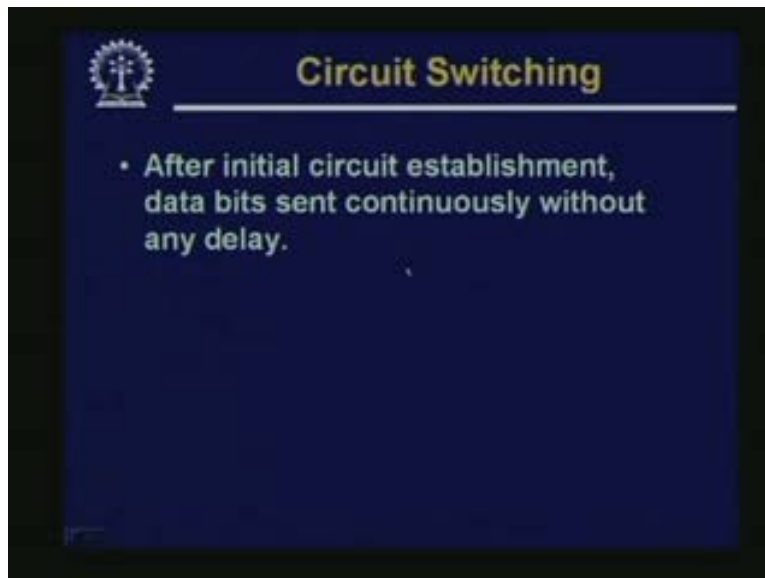 Circuit Switching
• After initial circuit establishment,
data bits sent continuously without
any delay.